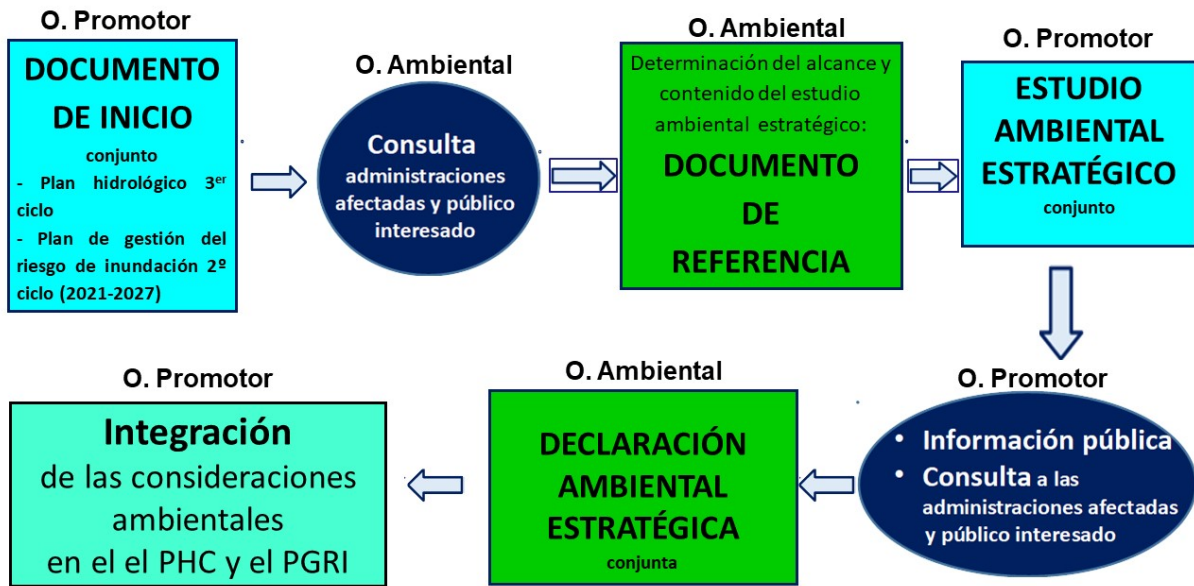 O. Promotor
DOCUMENTO
DE INICIO
conjunto
- Plan hidrológico 3er
ciclo
- Plan de gestión del
riesgo de inundación 2º
ciclo (2021-2027)
O. Ambiental
Consulta
administraciones
afectadas y público
interesado
O. Ambiental
Determinación del alcance y
contenido del estudio
ambiental estratégico:
DOCUMENTO
DE
REFERENCIA
O. Promotor
ESTUDIO
AMBIENTAL
ESTRATÉGICO
conjunto
O. Promotor
• Información pública
• Consulta a las
administraciones afectadas
y público interesado
O. Ambiental
DECLARACIÓN
AMBIENTAL
ESTRATÉGICA
conjunta
O. Promotor
Integración
de las consideraciones
ambientales
en el el PHC y el PGRI